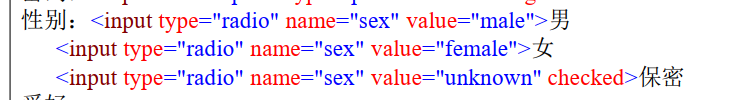 性别：<input type="radio" name="sex" value="male">男
<input type="radio" name="sex" value="female">女
<input type="radio" name="sex" value="unknown" checked>保密